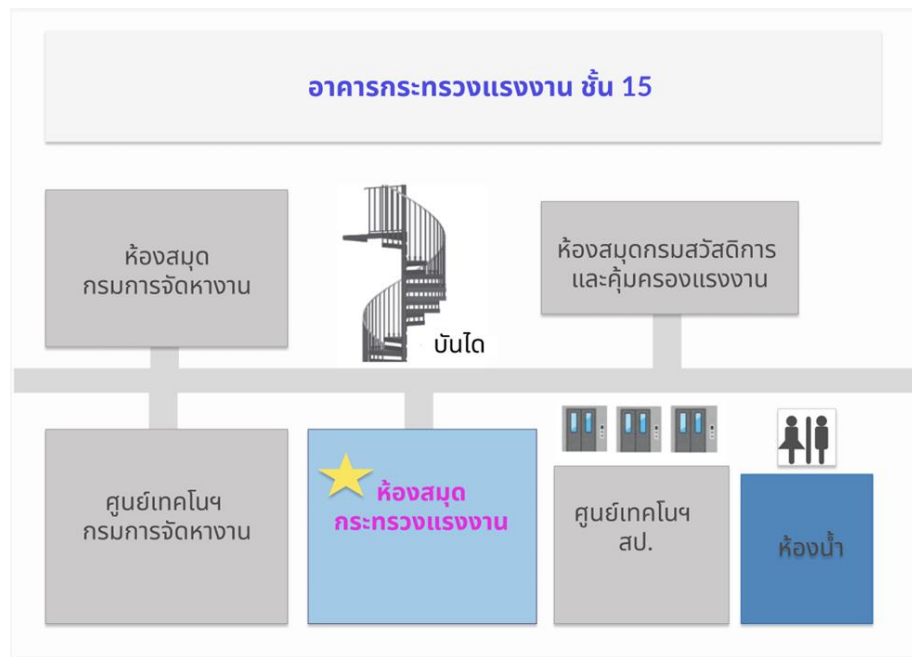 อาคารกระทรวงแรงงาน ชั้น 15
ห้องสมุด
กรมการจัดหางาน
บันได
ห้องสมุดกรมสวัสดิการ
และคุ้มครองแรงงาน
ศูนย์เทคโนฯ
กรมการจัดหางาน
ห้องสมุด
กระทรวงแรงงาน
ศูนย์เทคโนฯ
สป.
ห้องน้ำ